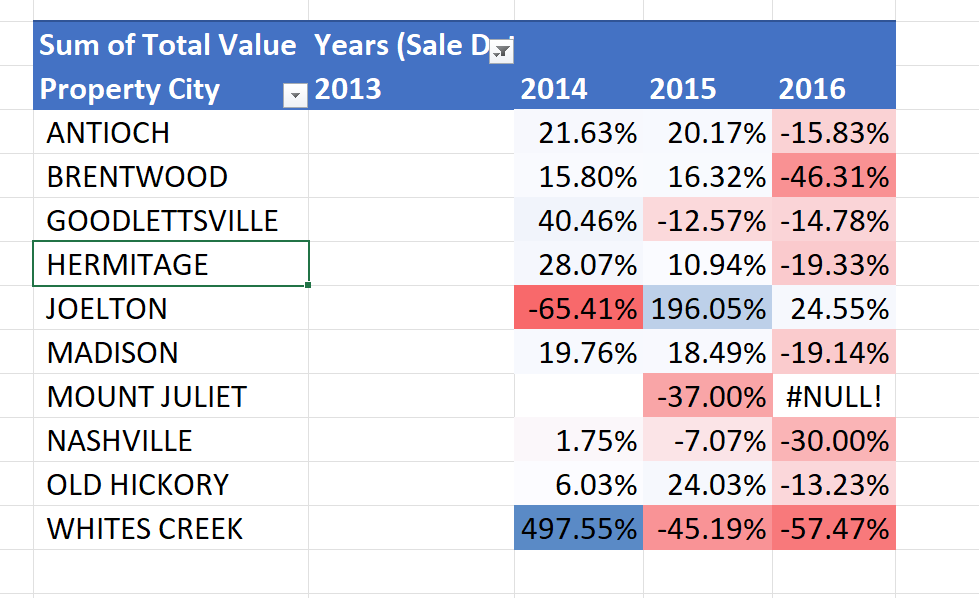 Sum of Total Value Years (Sale
Property City 2013 2014 2015 2016
ANTIOCH 21.63% 20.17% -15.83%
BRENTWOOD 15.80% 16.32% -46.31%
GOODLETTSVILLE 40.46% -12.57% -14.78%
HERMITAGE 28.07% 10.94% -19.33%
JOELTON -65.41% 196.05% 24.55%
MADISON 19.76% 18.49% -19.14%
MOUNT JULIET -37.00% #NULL!
NASHVILLE 1.75% -7.07% -30.00%
OLD HICKORY 6.03% 24.03% -13.23%
WHITES CREEK 497.55% -45.19% -57.47%